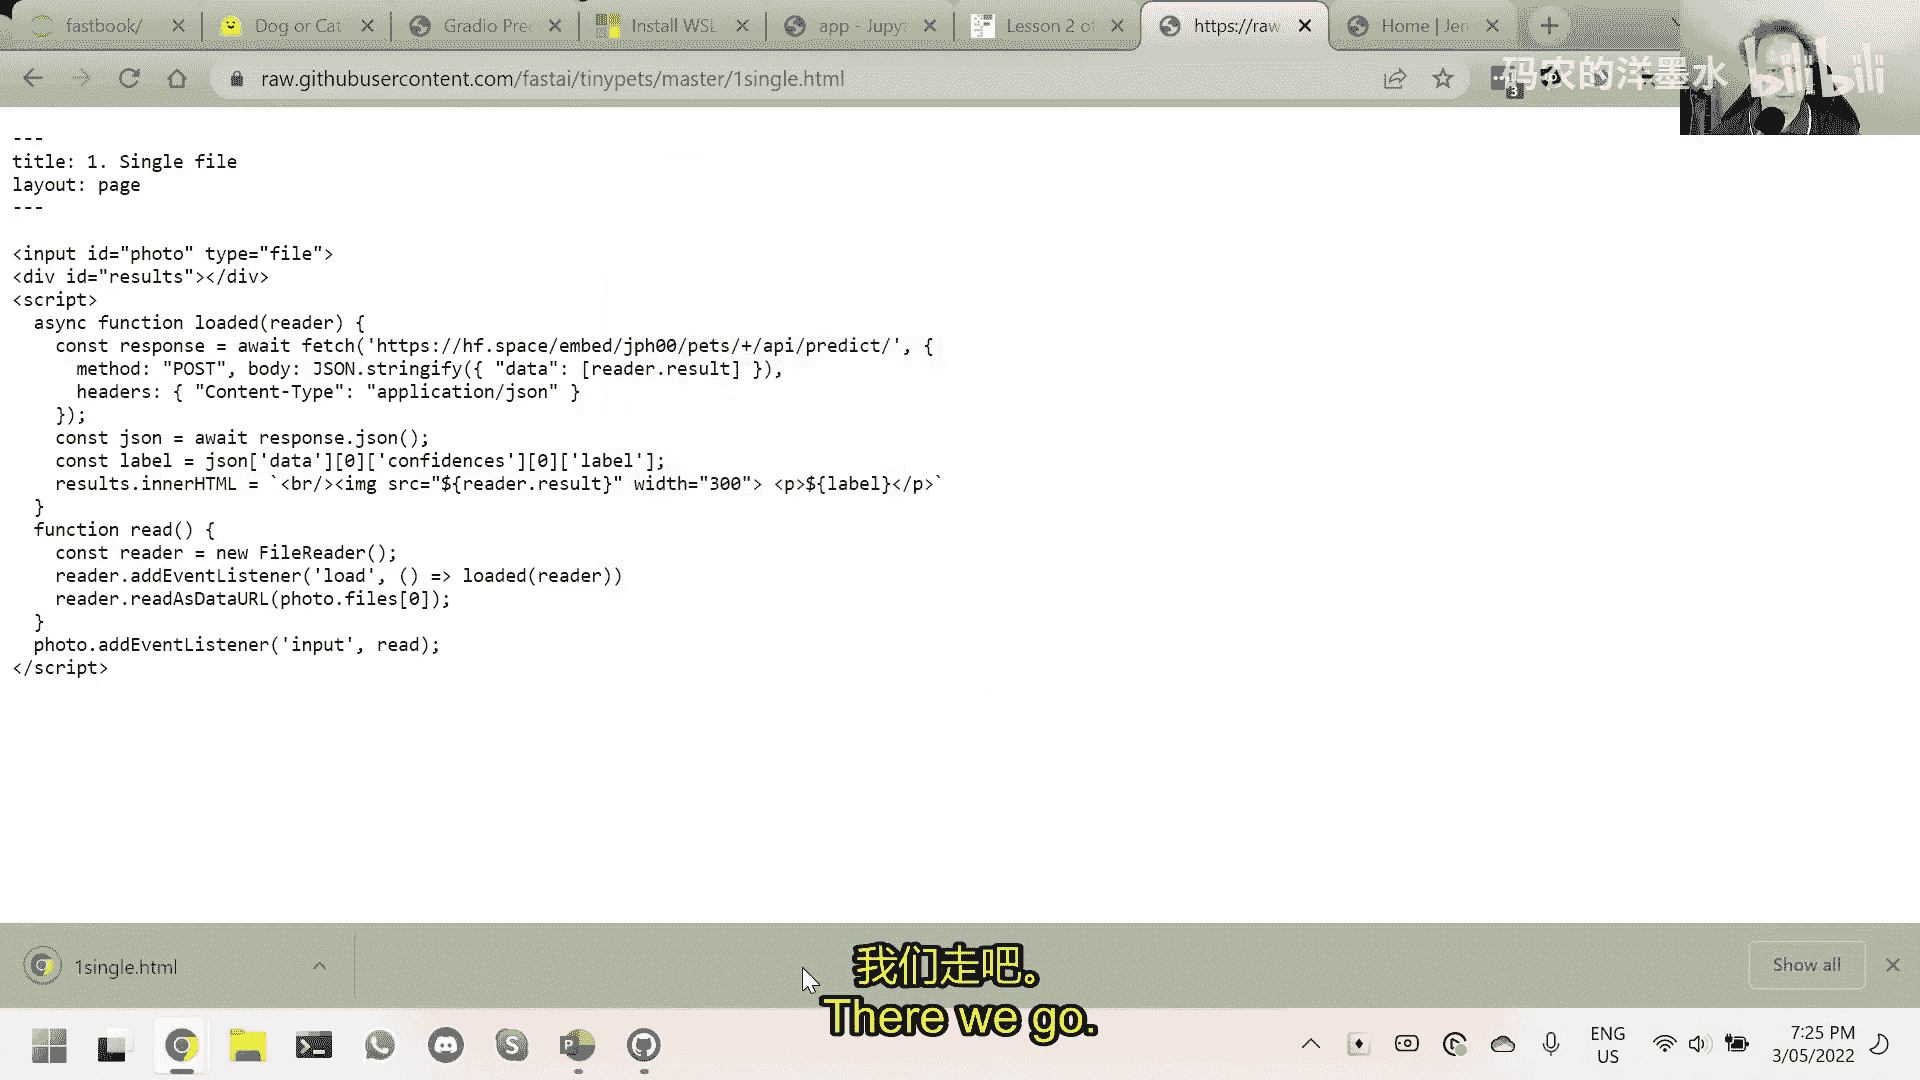 fastbook/
Dog or Cat
Gradio Pre
Install WSL
app - Jupyt
Lesson 2 of
https://raw.
Home | Jer
raw.githubusercontent.com/fastai/tinypets/master/1single.html
3
码农的洋墨水
bilibili
---
title: 1. Single file
layout: page
---
<input id="photo" type="file">
<div id="results"></div>
<script>
  async function loaded(reader) {
    const response = await fetch('https://hf.space/embed/jph00/pets/+/api/predict/', {
      method: "POST", body: JSON.stringify({ "data": [reader.result] }),
      headers: { "Content-Type": "application/json" }
    });
    const json = await response.json();
    const label = json['data'][0]['confidences'][0]['label'];
    results.innerHTML = `<br/><img src="${reader.result}" width="300"> <p>${label}</p>`
  }
  function read() {
    const reader = new FileReader();
    reader.addEventListener('load', () => loaded(reader))
    reader.readAsDataURL(photo.files[0]);
  }
  photo.addEventListener('input', read);
</script>
1single.html
Show all
我们走吧。
There we go.
ENG
US
7:25 PM
3/05/2022